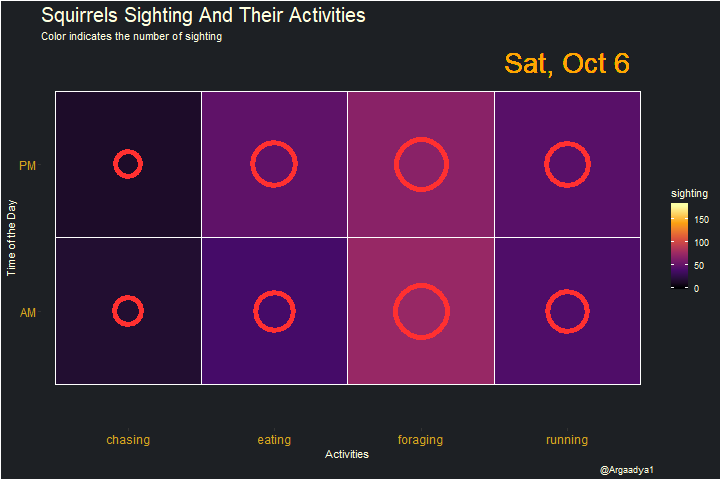 Squirrels Sighting And Their Activities
Color indicates the number of sighting
Sat, Oct 6
PM
AM
Time of the Day
sighting
150
100
50
0
chasing eating foraging running
Activities
@Argaadya1